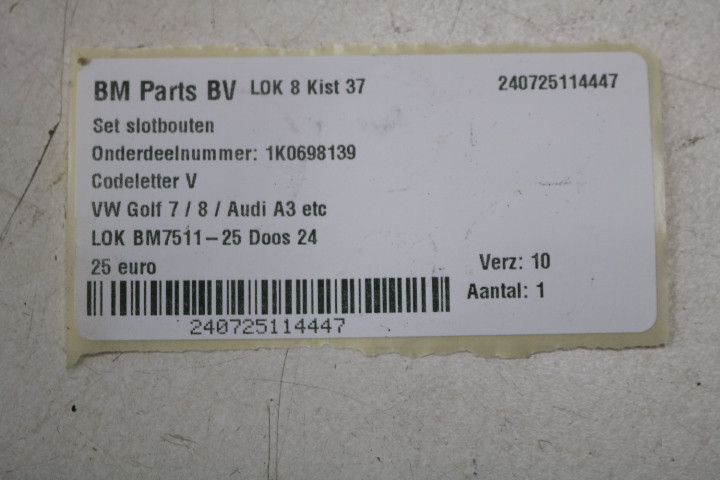 BM Parts BV LOK 8 Kist 37 240725114447
Set slotbouten
Onderdeelnummer: 1K0698139
Codeletter V
VW Golf 7 / 8 / Audi A3 etc
LOK BM7511-25 Doos 24
25 euro Verz: 10
Aantal: 1
240725114447